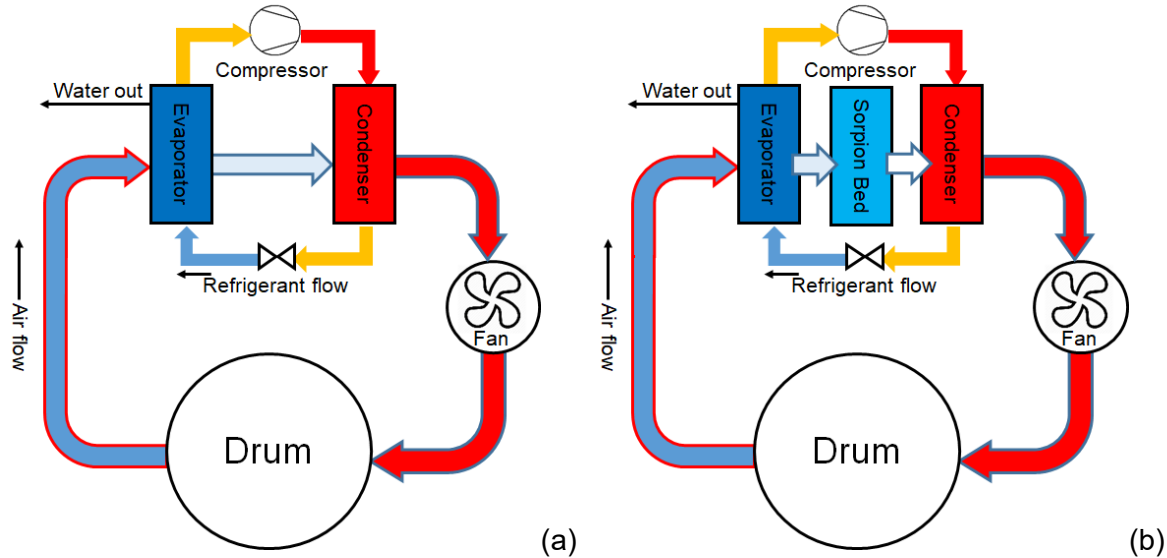 Compressor
Water out
Evaporator
Condenser
Refrigerant flow
Air flow
Fan
Drum
(a)
Compressor
Water out
Evaporator
Sorpion Bed
Condenser
Refrigerant flow
Air flow
Fan
Drum
(b)